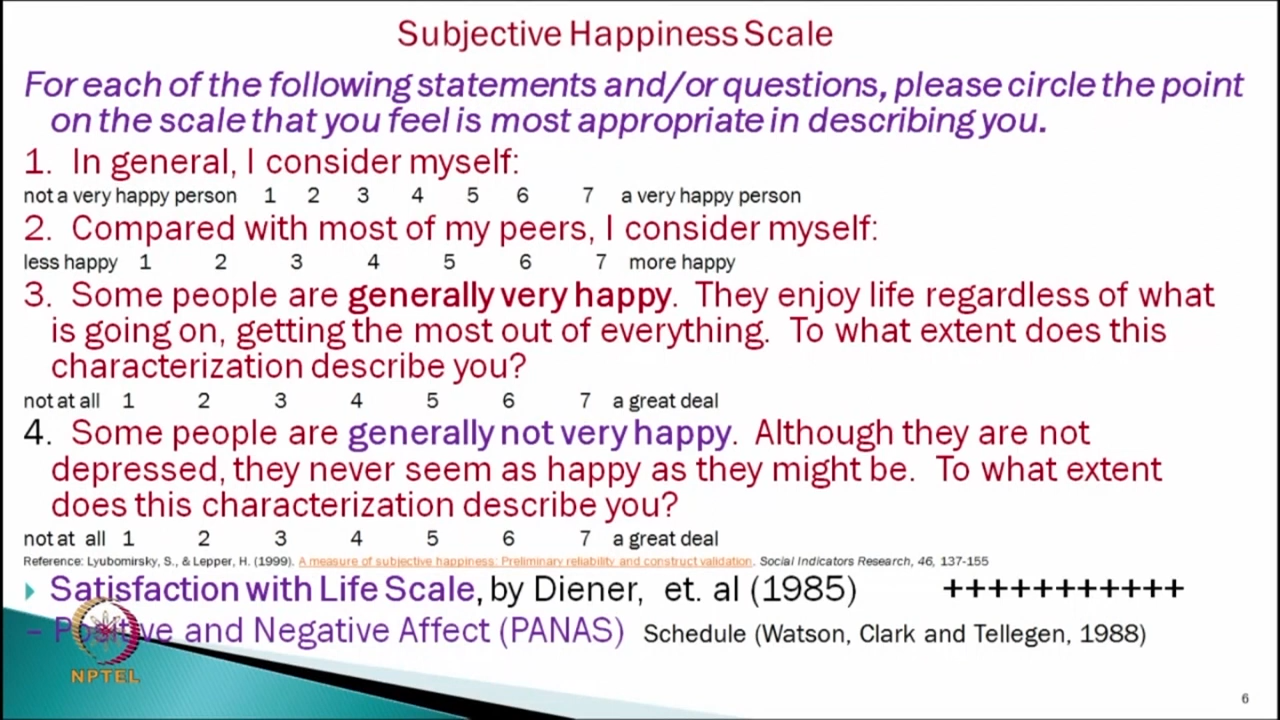 Subjective Happiness Scale
For each of the following statements and/or questions, please circle the point
on the scale that you feel is most appropriate in describing you.
1. In general, I consider myself:
not a very happy person 1 2 3 4 5 6 7 a very happy person
2. Compared with most of my peers, I consider myself:
less happy 1 2 3 4 5 6 7 more happy
3. Some people are generally very happy. They enjoy life regardless of what
is going on, getting the most out of everything. To what extent does this
characterization describe you?
not at all 1 2 3 4 5 6 7 a great deal
4. Some people are generally not very happy. Although they are not
depressed, they never seem as happy as they might be. To what extent
does this characterization describe you?
not at all 1 2 3 4 5 6 7 a great deal
Reference: Lyubomirsky, S., & Lepper, H. (1999). A measure of subjective happiness: Preliminary reliability and construct validation. Social Indicators Research, 46, 137-155
Satisfaction with Life Scale, by Diener, et. al (1985) +++++++++++
– Positive and Negative Affect (PANAS) Schedule (Watson, Clark and Tellegen, 1988)
NPTEL
6